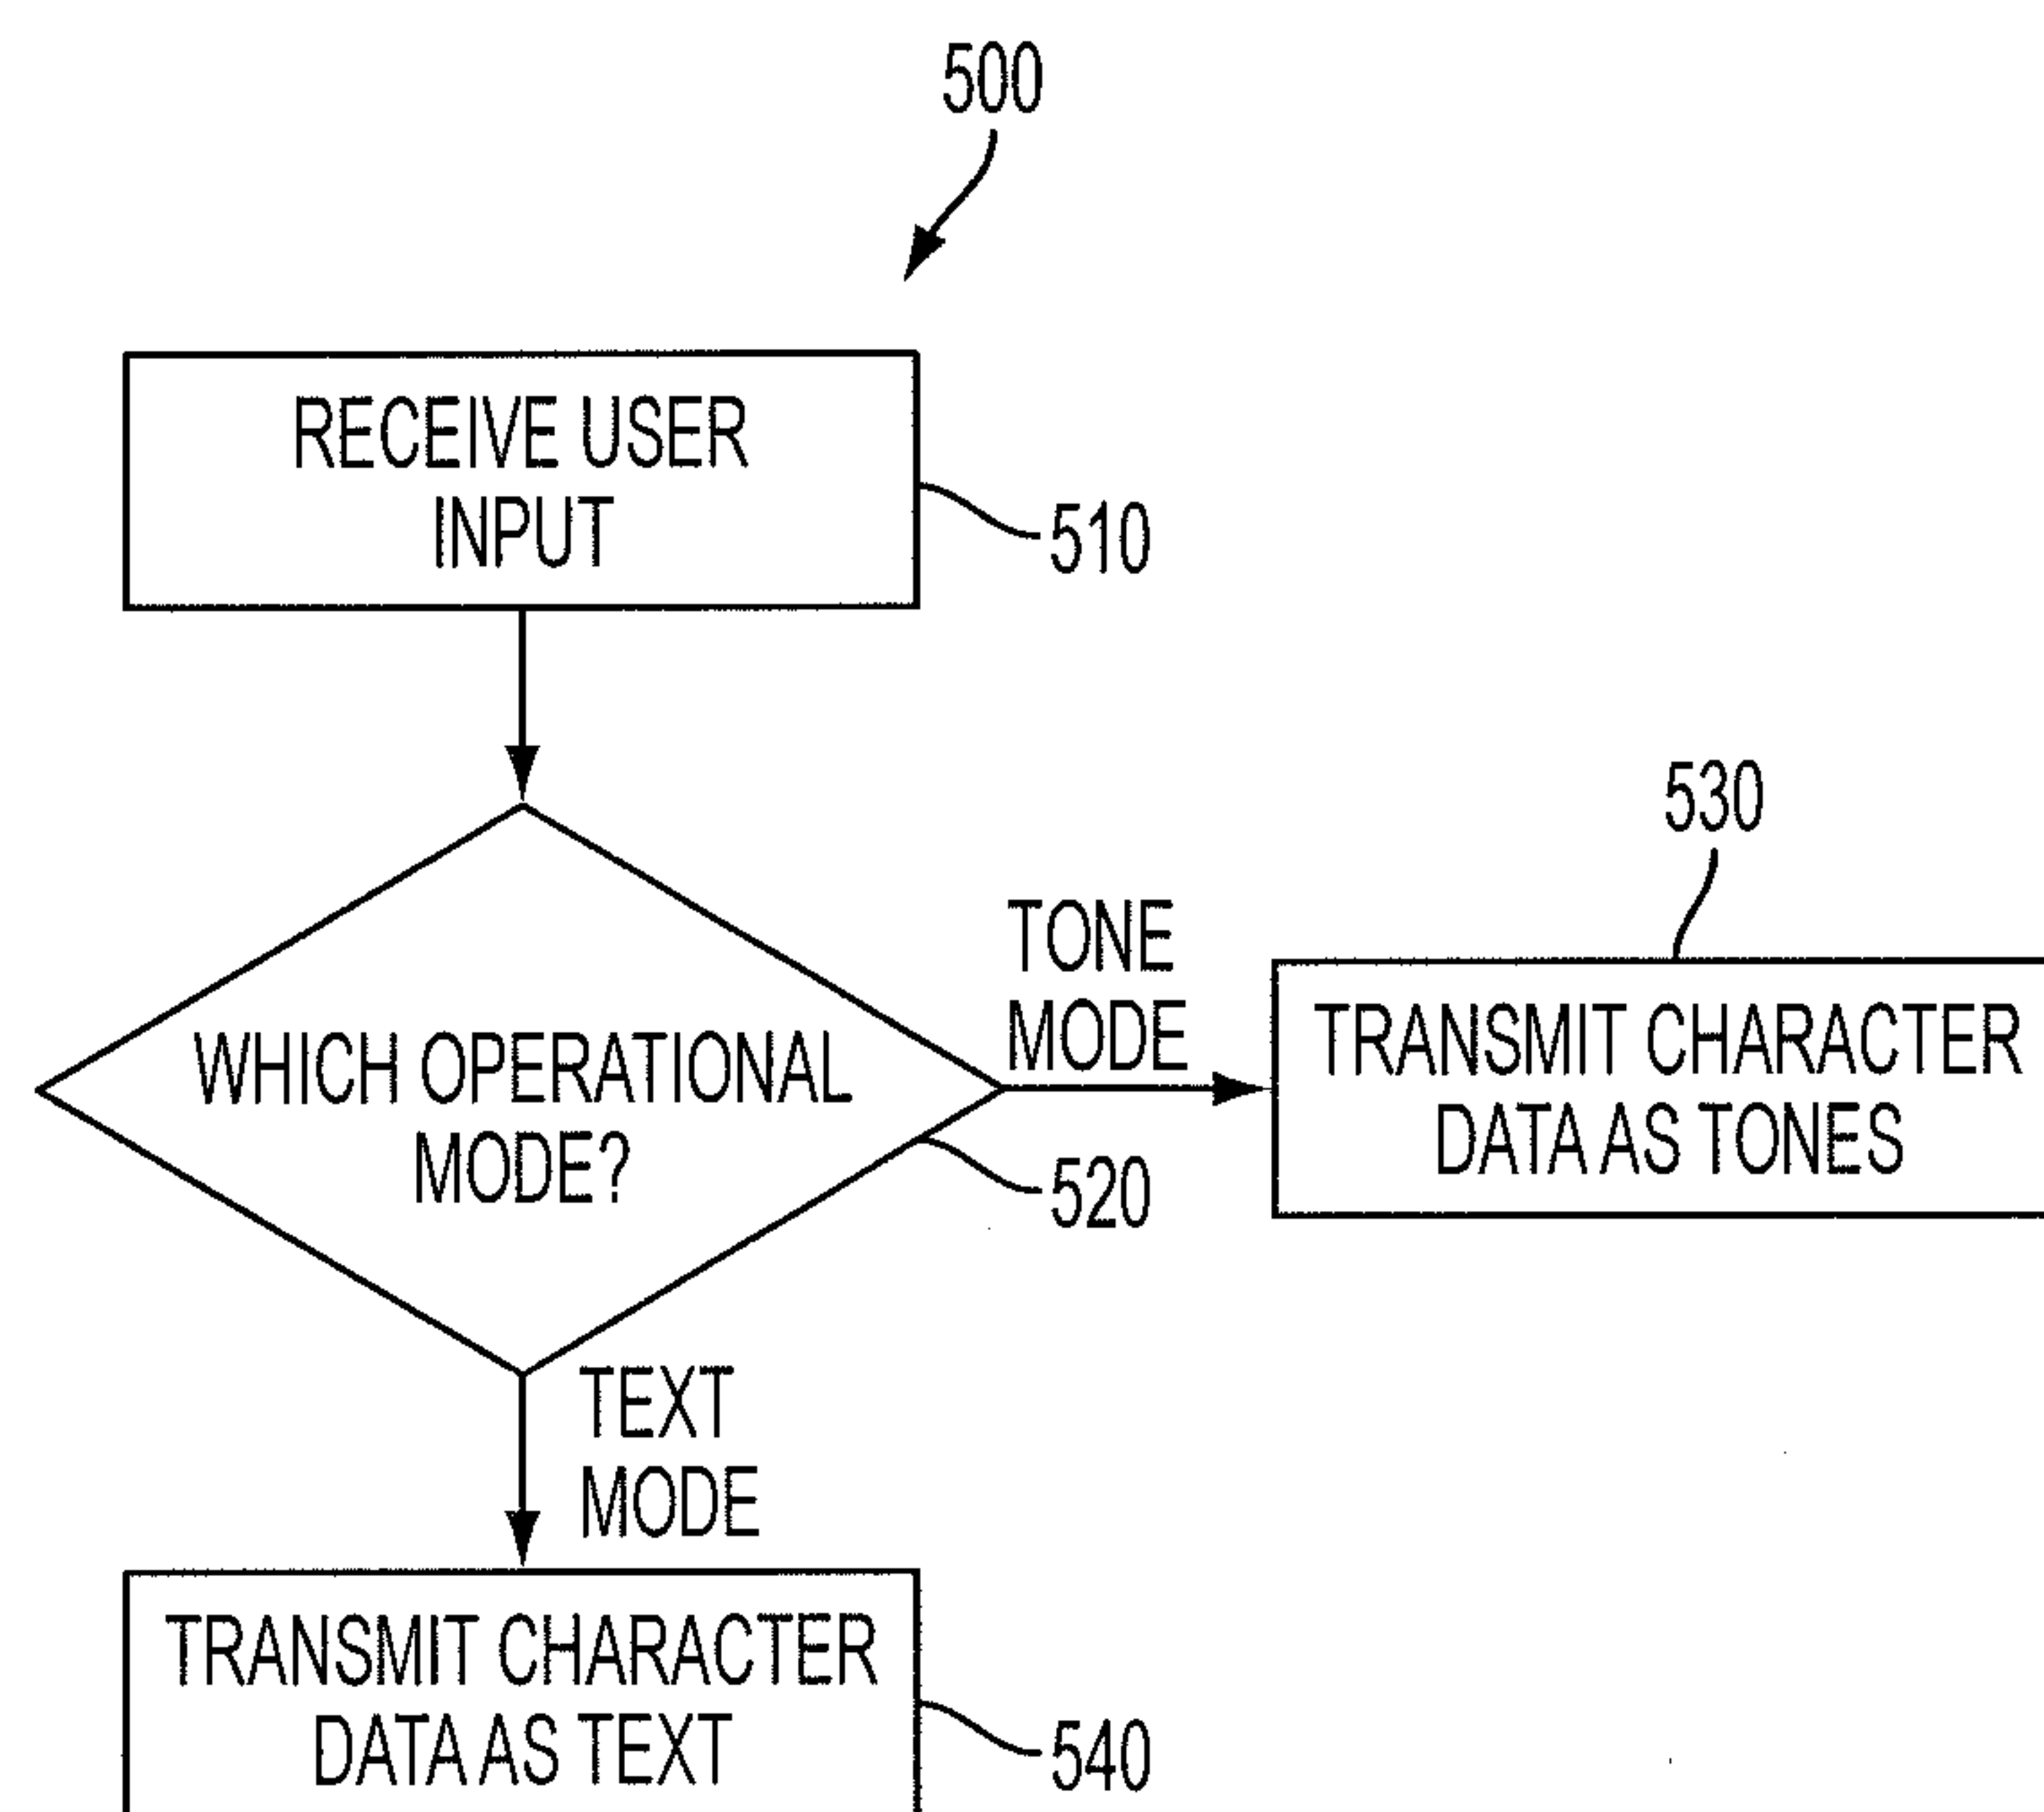 500
RECEIVE USER
INPUT
510
530
TONE
MODE
TRANSMIT CHARACTER
DATA AS TONES
WHICH OPERATIONAL
MODE?
520
TEXT
MODE
TRANSMIT CHARACTER
DATA AS TEXT
540